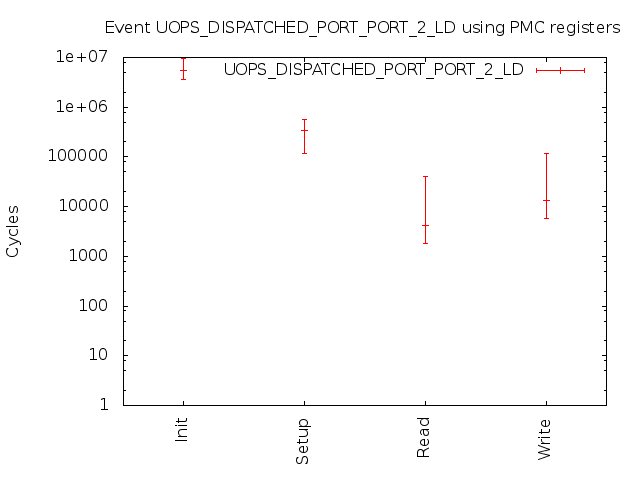 Event UOPS_DISPATCHED_PORT_PORT_2_LD using PMC registers
UOPS_DISPATCHED_PORT_PORT_2_LD
1e+07
1e+06
100000
10000
1000
100
10
1
Cycles
Init
Setup
Read
Write